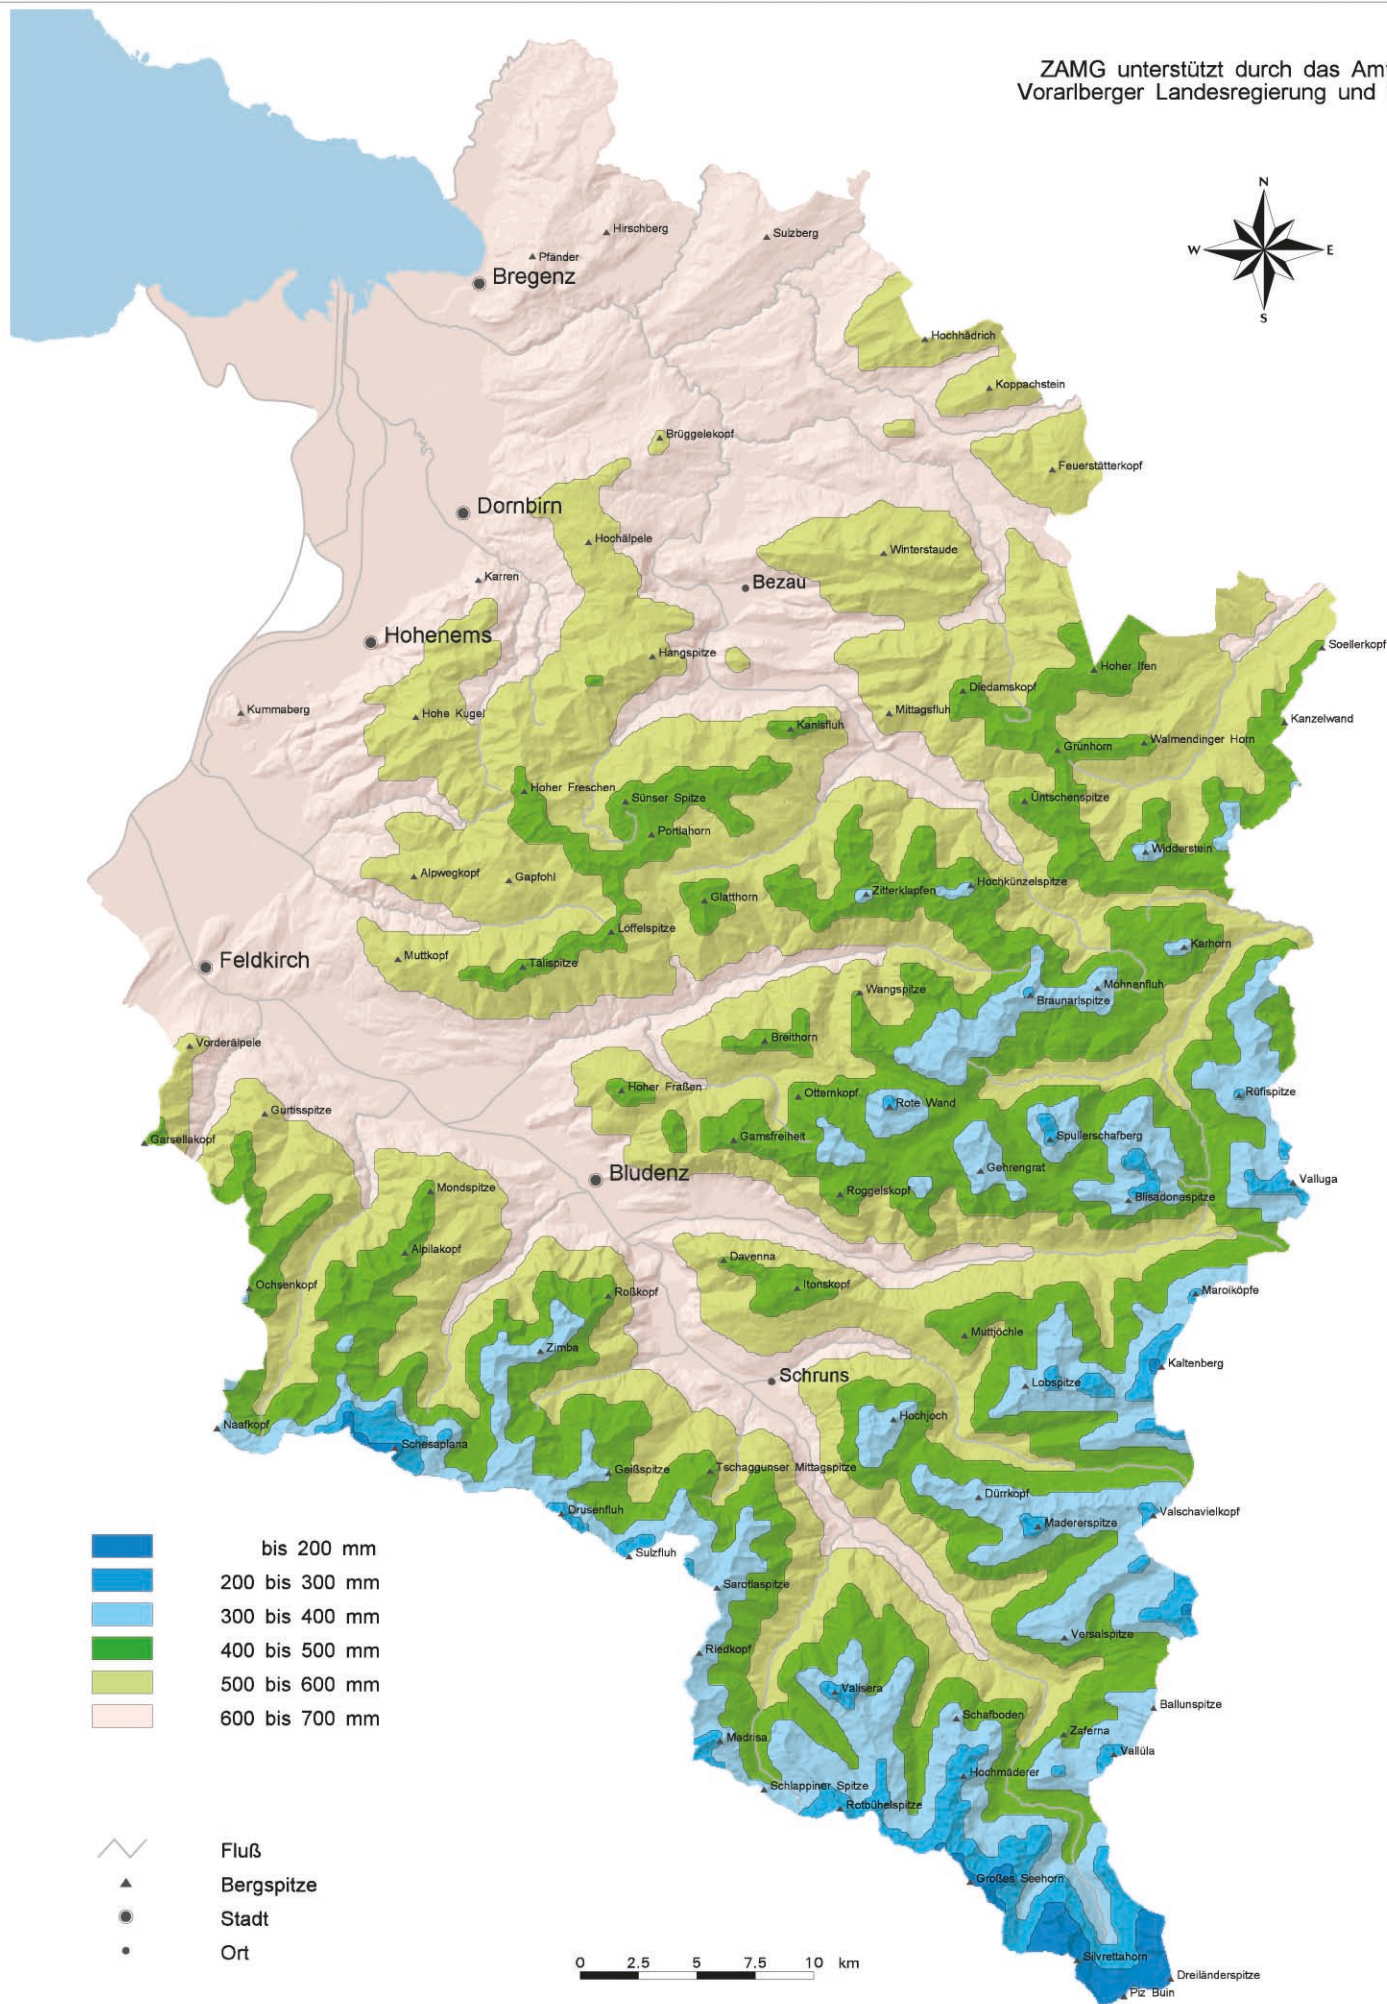 ZAMG unterstützt durch das Am
Vorarlberger Landesregierung und
N
W
E
S
Hirschberg
Sulzberg
Pfänder
Bregenz
Hochhädrich
Koppachstein
Brüggelekopf
Feuerstätterkopf
Dornbirn
Hochälpele
Winterstaude
Karren
Bezau
Hohenems
Hangspitze
Soellerkopf
Hoher Ifen
Diedamskopf
Kummaberg
Hohe Kugel
Mittagsfluh
Kanzelwand
Kanisfluh
Walmendinger Horn
Grünhorn
Hoher Freschen
Sünser Spitze
Üntschenspitze
Portlahorn
Widderstein
Alpwegkopf
Gapfohl
Hochkünzelspitze
Zitterklapfen
Glatthorn
Löffelspitze
Karhorn
Muttkopf
Feldkirch
Tälispitze
Mohnenfluh
Wangspitze
Braunarlspitze
Breithorn
Vorderälpele
Hoher Fraßen
Otternkopf
Rüfispitze
Rote Wand
Gurtisspitze
Garsellakopf
Gamsfreiheit
Spullerschafberg
Gehrengrat
Bludenz
Valluga
Mondspitze
Roggelskopf
Blisadonaspitze
Alpilakopf
Davenna
Ochsenkopf
Itonskopf
Roßkopf
Maroiköpfe
Muttjöchle
Zimba
Kaltenberg
Schruns
Lobspitze
Hochjoch
Naafkopf
Schesaplana
Geißspitze
Tschaggunser Mittagspitze
Dürrkopf
Drusenfluh
Valschavielkopf
Madererspitze
Sulzfluh
Sarotlaspitze
Versalspitze
Riedkopf
Valisera
Ballunspitze
Schafboden
Zaferna
Madrisa
Vallüla
Hochmäderer
Schlappiner Spitze
Rotbühelspitze
Großes Seehorn
Silvrettahorn
Dreiländerspitze
Piz Buin
bis 200 mm
200 bis 300 mm
300 bis 400 mm
400 bis 500 mm
500 bis 600 mm
600 bis 700 mm
Fluß
Bergspitze
Stadt
Ort
0 2.5 5 7.5 10 km